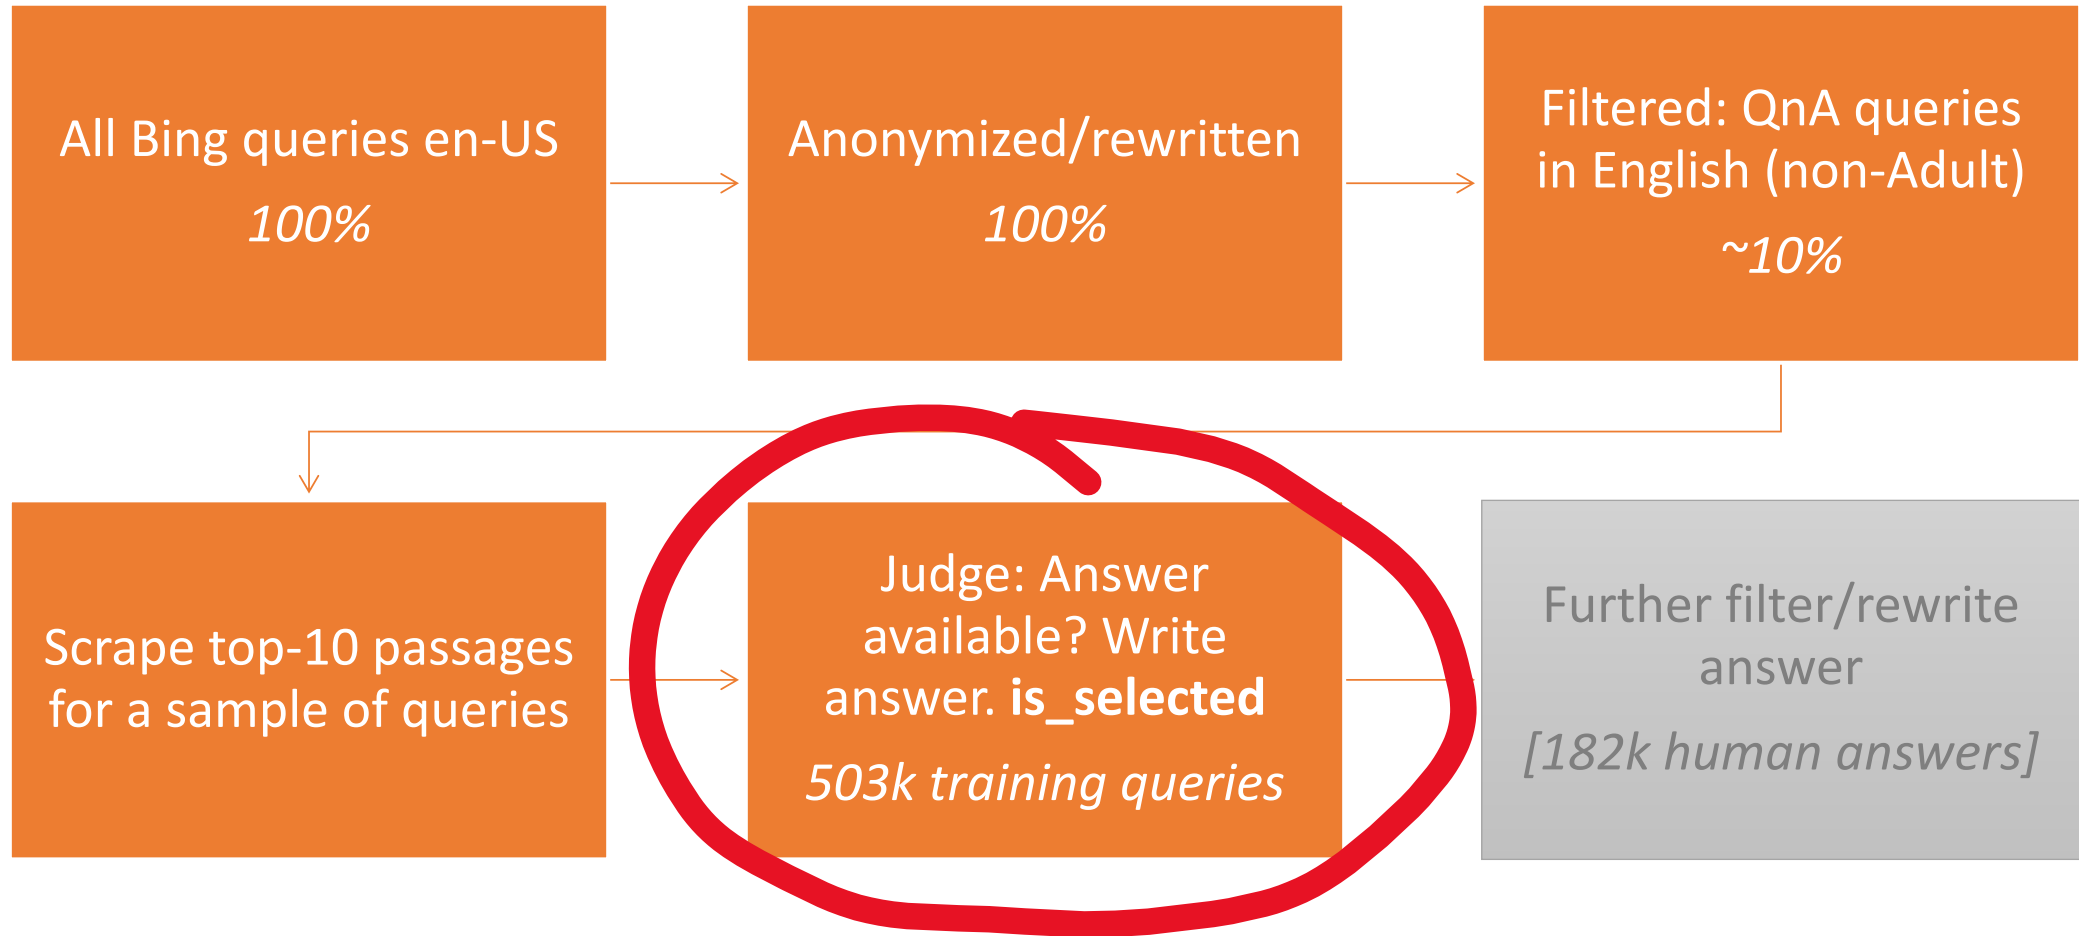 All Bing queries en-US
100%
Anonymized/rewritten
100%
Filtered: QnA queries
in English (non-Adult)
~10%
Scrape top-10 passages
for a sample of queries
Judge: Answer
available? Write
answer. is_selected
503k training queries
Further filter/rewrite
answer
[182k human answers]